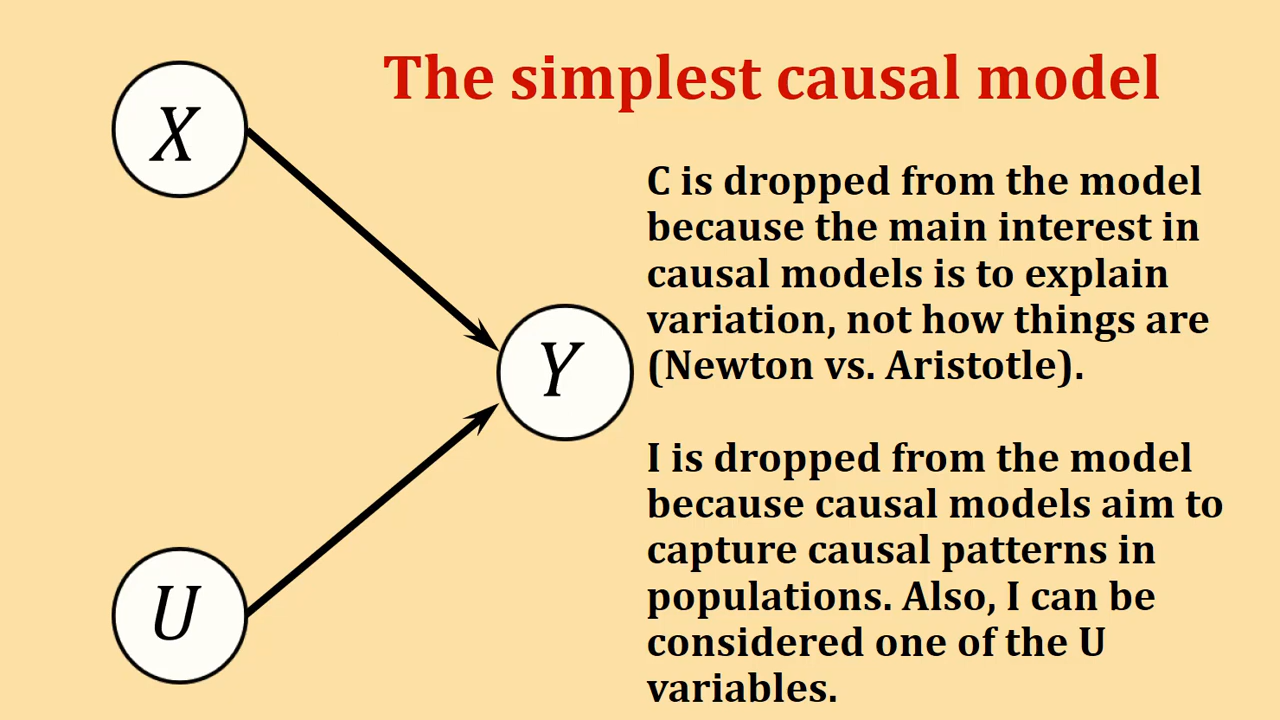 The simplest causal model
X
Y
U
C is dropped from the model
because the main interest in
causal models is to explain
variation, not how things are
(Newton vs. Aristotle).
I is dropped from the model
because causal models aim to
capture causal patterns in
populations. Also, I can be
considered one of the U
variables.